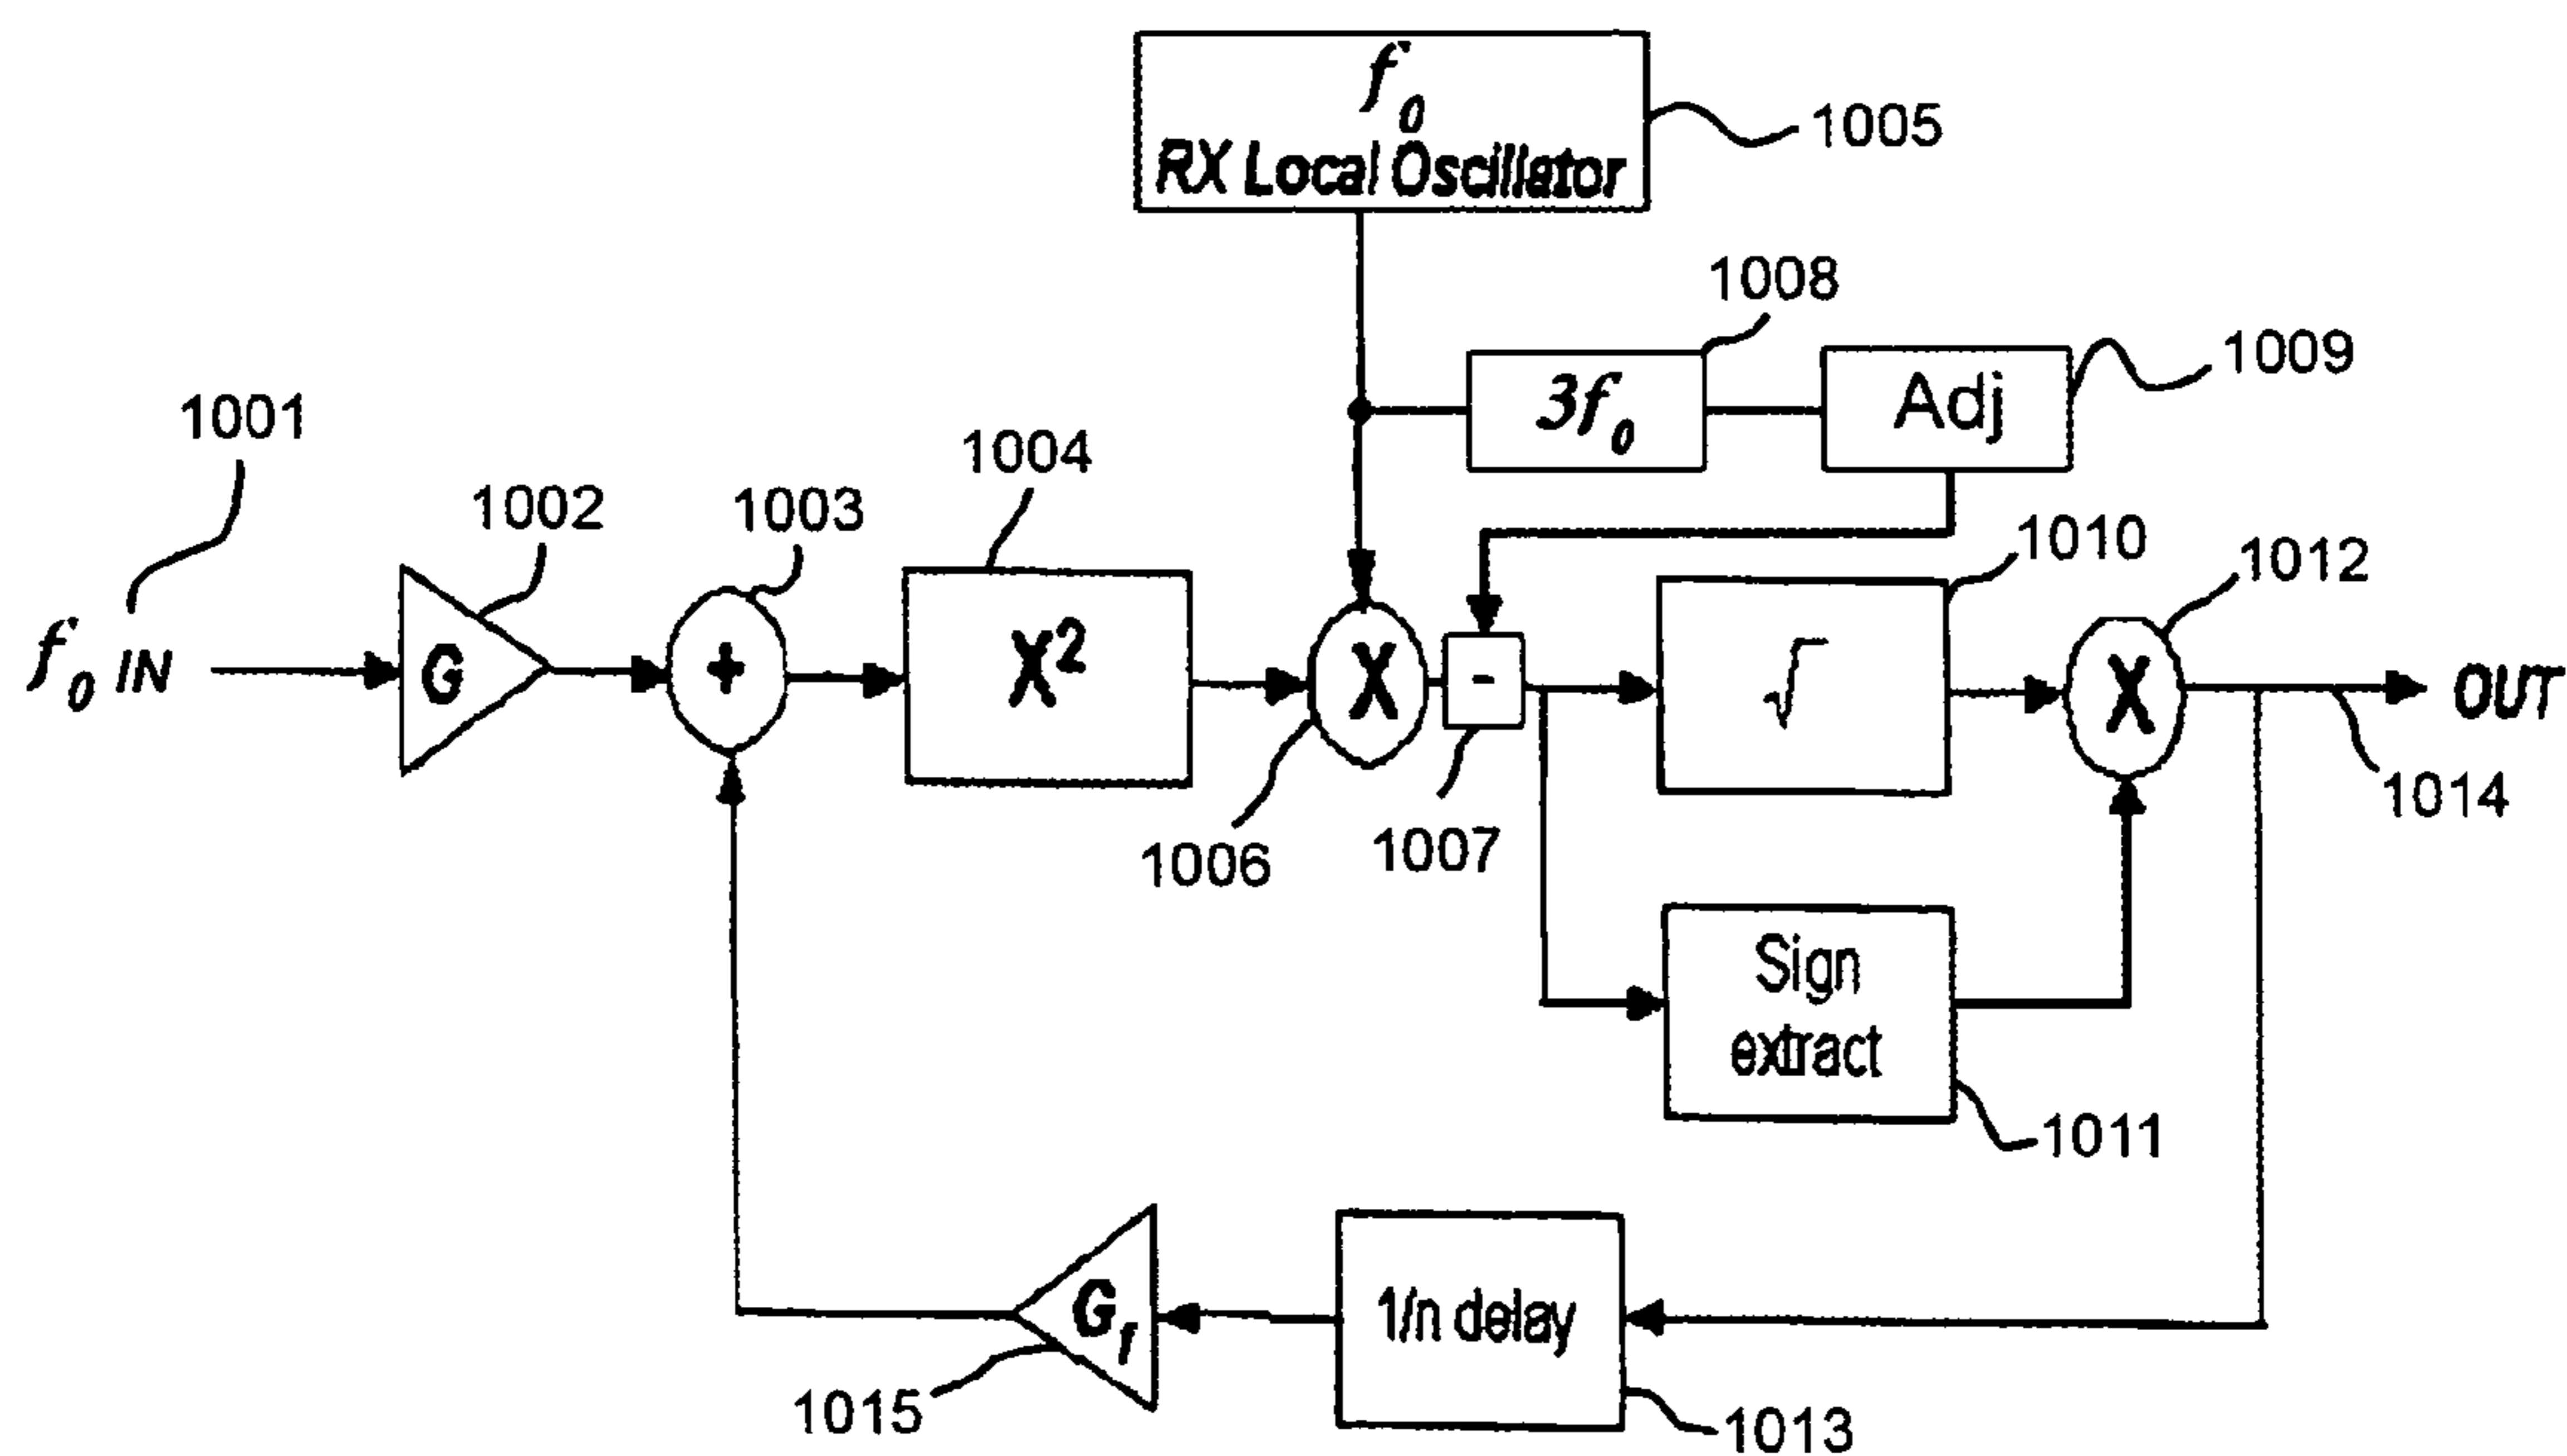 f0
RX Local Oscillator
1005
1008
3f0
Adj
1009
1001
1002
1003
1004
1010
1012
f0 IN
G
+
X²
X
-
√
X
OUT
1006
1007
1014
Sign
extract
1011
Gf
1/n delay
1015
1013